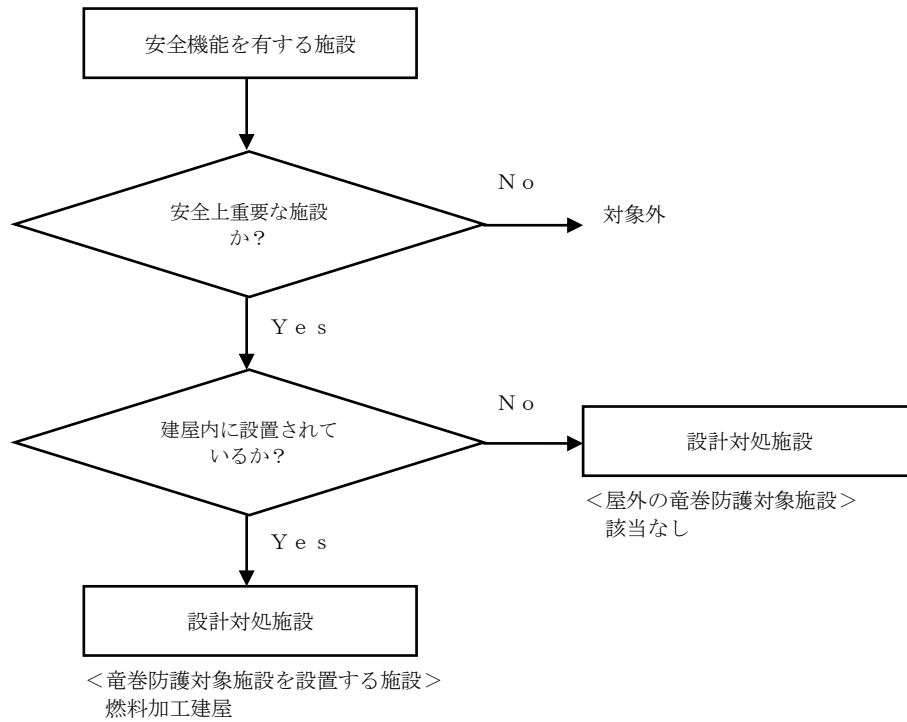 安全機能を有する施設
安全上重要な施設
か？
Ｎｏ
対象外
Ｙｅｓ
建屋内に設置されて
いるか？
Ｎｏ
設計対処施設
＜屋外の竜巻防護対象施設＞
該当なし
Ｙｅｓ
設計対処施設
＜竜巻防護対象施設を設置する施設＞
燃料加工建屋